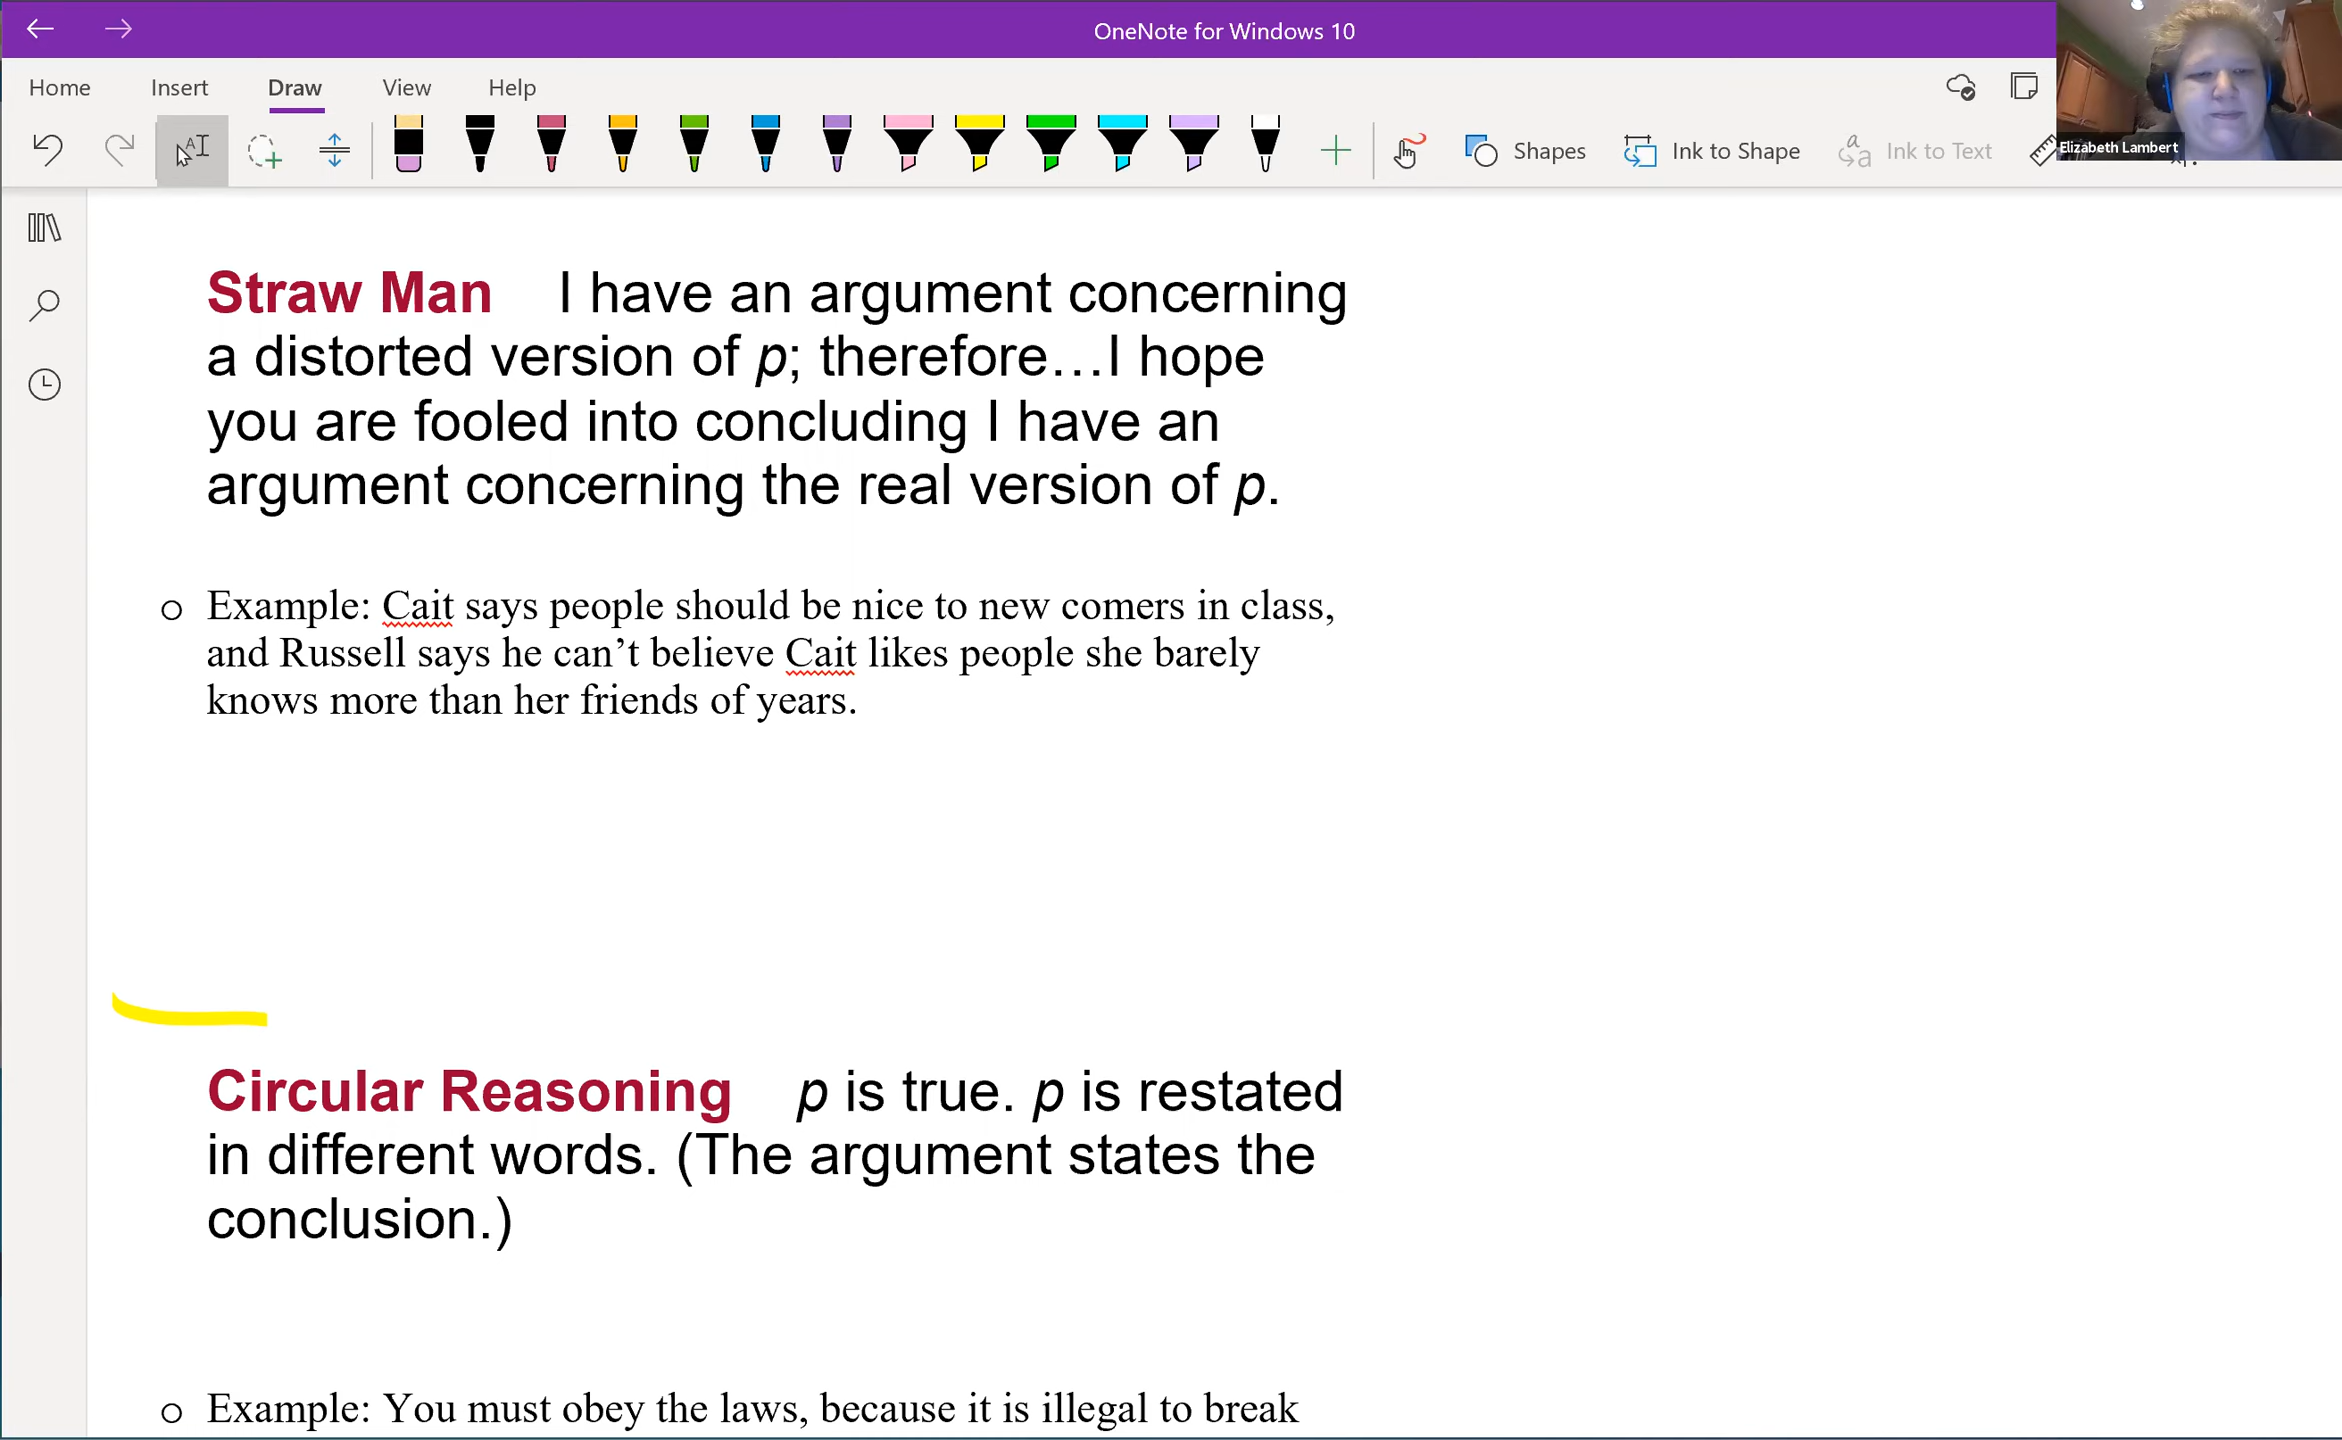 OneNote for Windows 10
Home Insert Draw View Help
Shapes Ink to Shape Ink to Text
Elizabeth Lambert
Straw Man I have an argument concerning
a distorted version of p; therefore…I hope
you are fooled into concluding I have an
argument concerning the real version of p.
Example: Cait says people should be nice to new comers in class,
and Russell says he can’t believe Cait likes people she barely
knows more than her friends of years.
Circular Reasoning p is true. p is restated
in different words. (The argument states the
conclusion.)
Example: You must obey the laws, because it is illegal to break